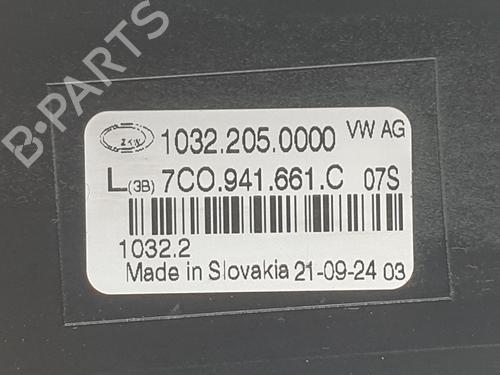 B-PARTS
ZKW 1032.205.0000 VW AG
L(3B) 7C0.941.661.C 07S
1032.2
Made in Slovakia 21-09-24 03